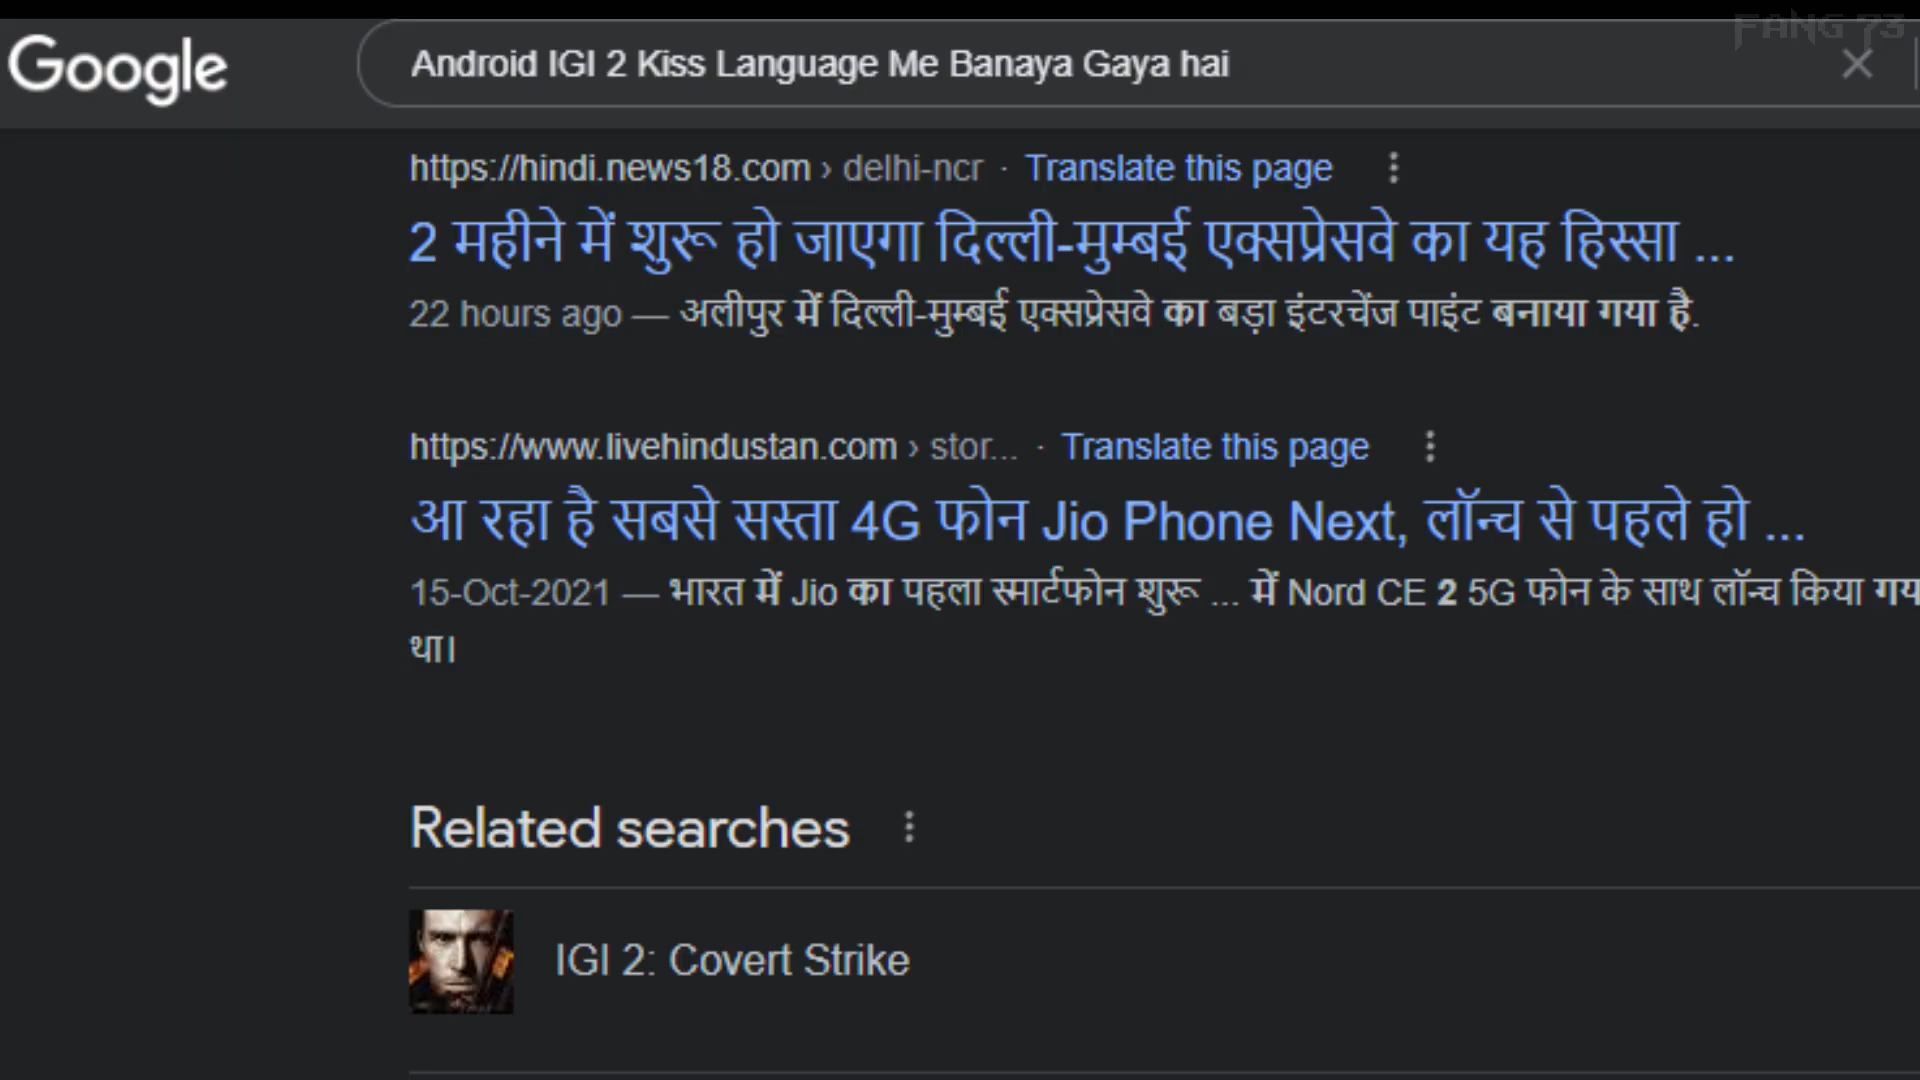 FANG 73
Google
Android IGI 2 Kiss Language Me Banaya Gaya hai
https://hindi.news18.com › delhi-ncr · Translate this page
2 महीने में शुरू हो जाएगा दिल्ली-मुम्बई एक्सप्रेसवे का यह हिस्सा ...
22 hours ago — अलीपुर में दिल्ली-मुम्बई एक्सप्रेसवे का बड़ा इंटरचेंज पाइंट बनाया गया है.
https://www.livehindustan.com › stor... · Translate this page
आ रहा है सबसे सस्ता 4G फोन Jio Phone Next, लॉन्च से पहले हो ...
15-Oct-2021 — भारत में Jio का पहला स्मार्टफोन शुरू ... में Nord CE 2 5G फोन के साथ लॉन्च किया गय
था।
Related searches
IGI 2: Covert Strike